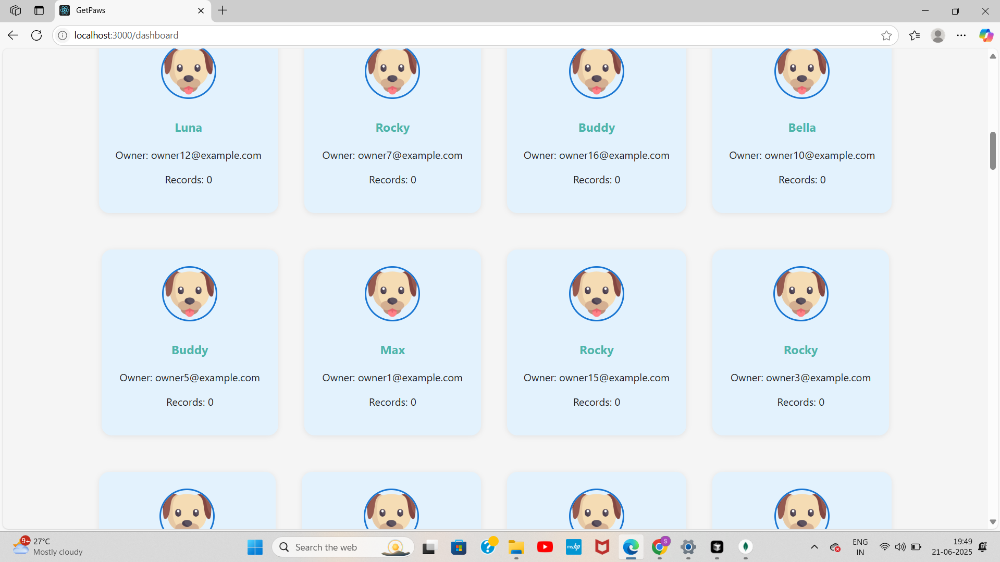 GetPaws
localhost:3000/dashboard
Luna
Rocky
Buddy
Bella
Owner: owner12@example.com
Owner: owner7@example.com
Owner: owner16@example.com
Owner: owner10@example.com
Records: 0
Records: 0
Records: 0
Records: 0
Buddy
Max
Rocky
Rocky
Owner: owner5@example.com
Owner: owner1@example.com
Owner: owner15@example.com
Owner: owner3@example.com
Records: 0
Records: 0
Records: 0
Records: 0
9+
27°C
Mostly cloudy
Search the web
myhp
S
ENG
IN
19:49
21-06-2025